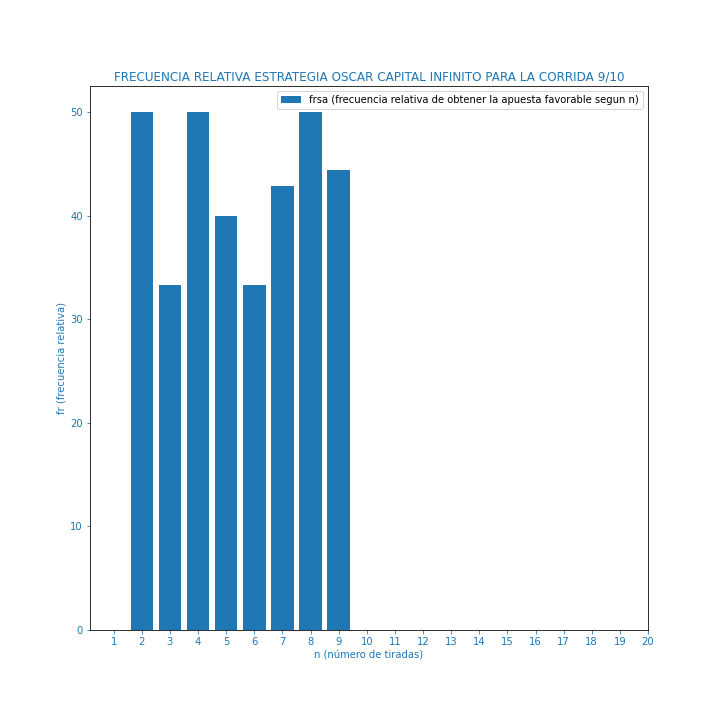 FRECUENCIA RELATIVA ESTRATEGIA OSCAR CAPITAL INFINITO PARA LA CORRIDA 9/10
frsa (frecuencia relativa de obtener la apuesta favorable segun n)
50
40
30
20
10
0
fr (frecuencia relativa)
1 2 3 4 5 6 7 8 9 10 11 12 13 14 15 16 17 18 19 20
n (número de tiradas)